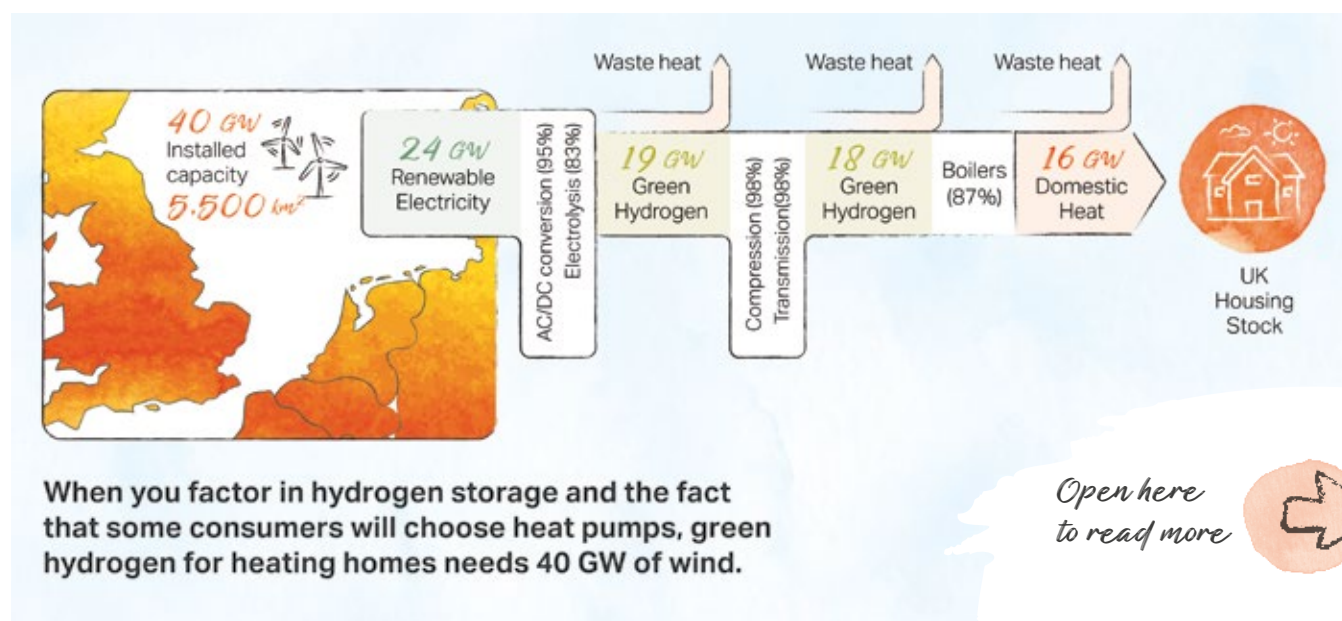 40 GW
Installed
capacity
5.500 km²
24 GW
Renewable
Electricity
AC/DC conversion (95%)
Electrolysis (83%)
Waste heat
19 GW
Green
Hydrogen
Compression (98%)
Transmission(98%)
Waste heat
18 GW
Green
Hydrogen
Boilers
(87%)
Waste heat
16 GW
Domestic
Heat
UK
Housing
Stock
When you factor in hydrogen storage and the fact
that some consumers will choose heat pumps, green
hydrogen for heating homes needs 40 GW of wind.
Open here
to read more